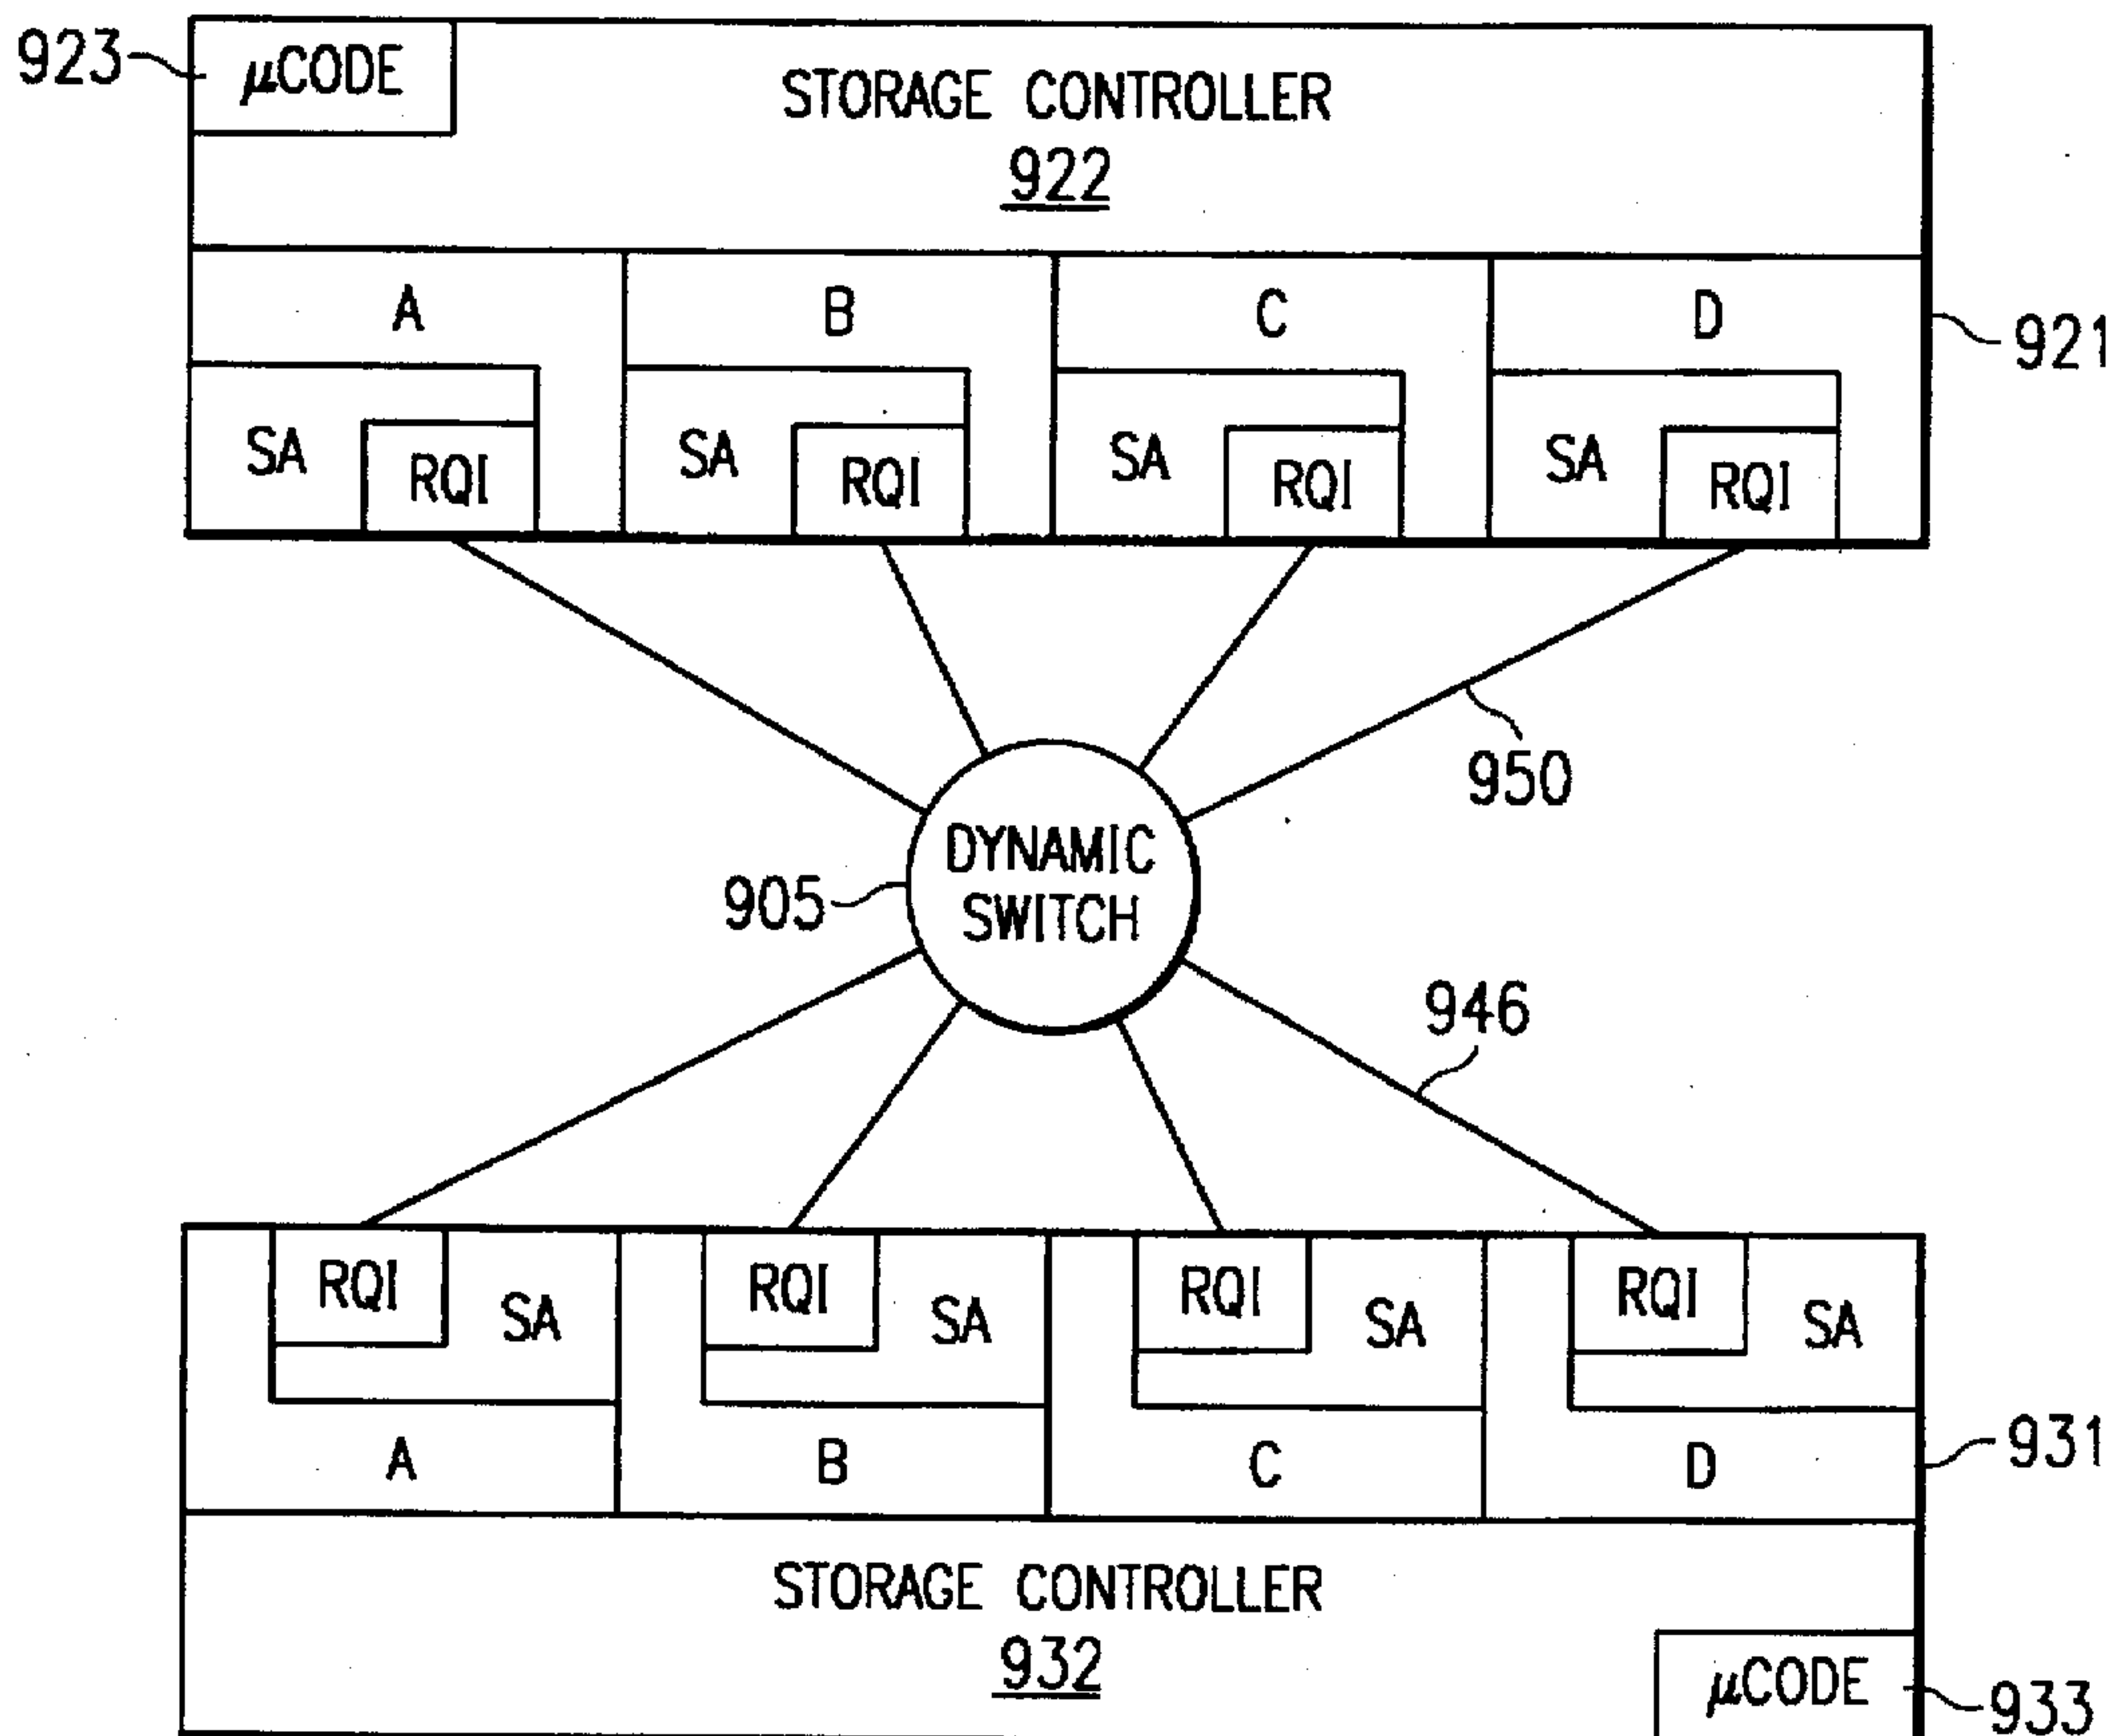 923
μCODE
STORAGE CONTROLLER
922
A B C D
921
SA RQI SA RQI SA RQI SA RQI
950
DYNAMIC
SWITCH
905
946
RQI SA RQI SA RQI SA RQI SA
A B C D
931
STORAGE CONTROLLER
932
μCODE
933